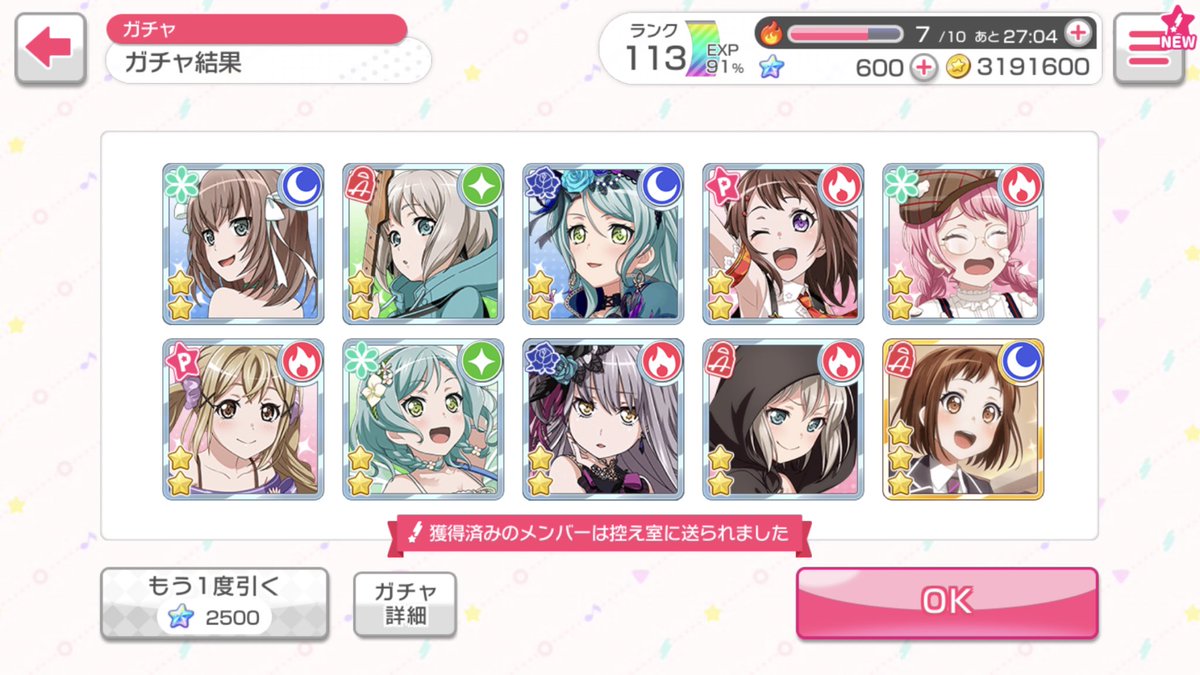 ガチャ
ガチャ結果
ランク
113
EXP
91%
7 /10 あと27:04
600
3191600
NEW
A
P
P
A
A
獲得済みのメンバーは控え室に送られました
もう1度引く
2500
ガチャ
詳細
OK